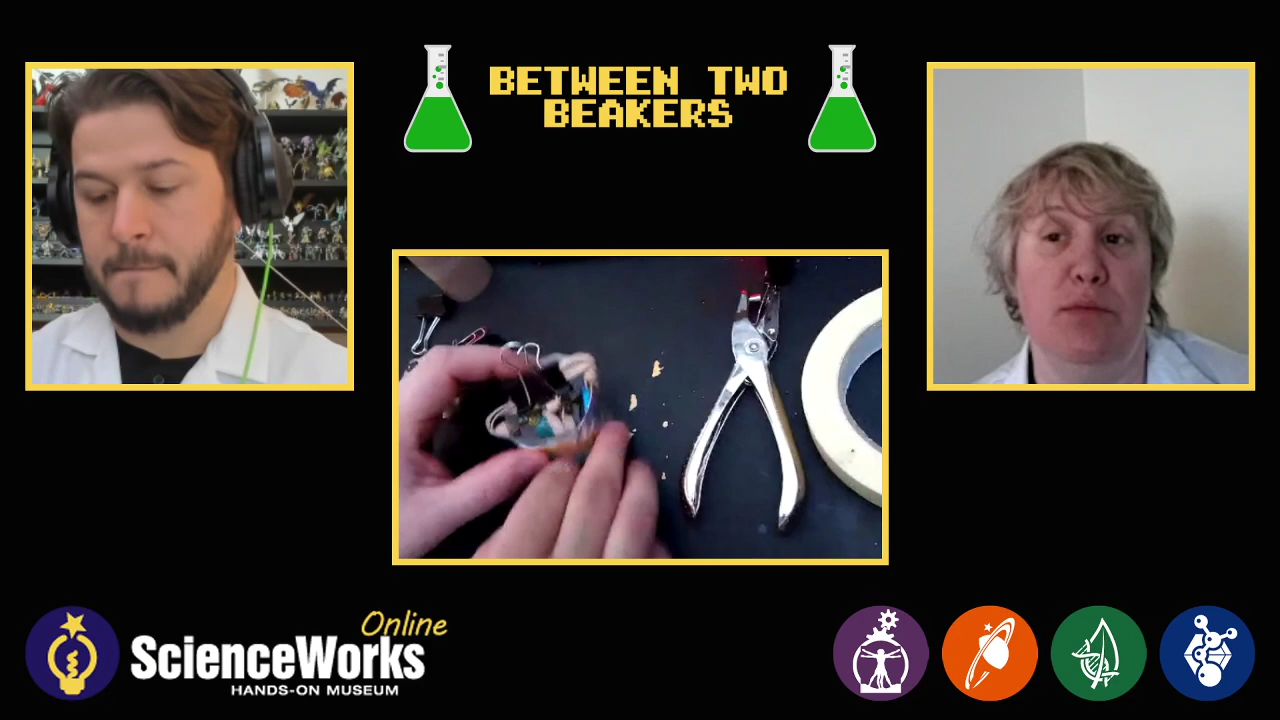 BETWEEN TWO
BEAKERS
Online
ScienceWorks
HANDS-ON MUSEUM